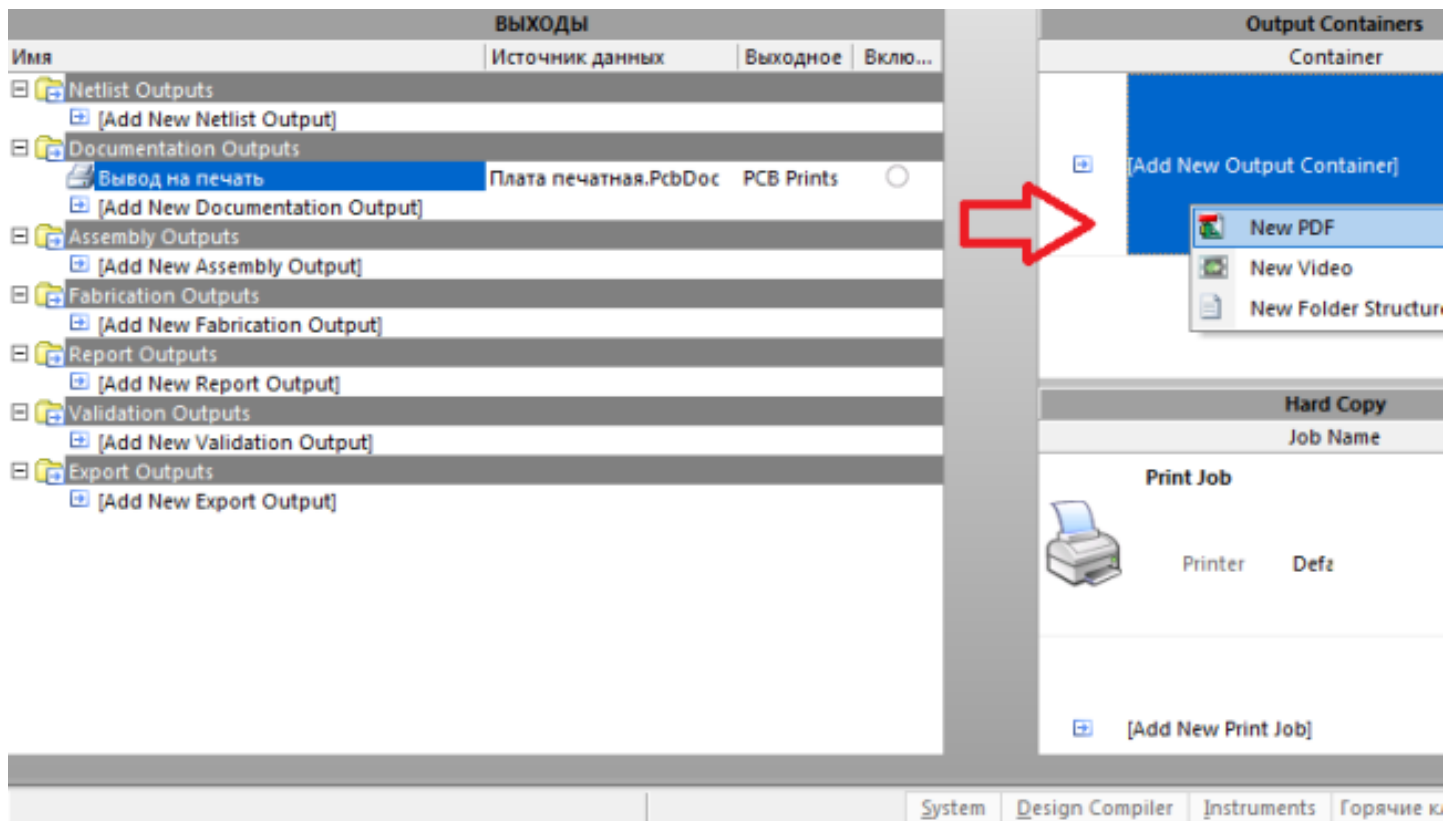 ВЫХОДЫ
Имя Источник данных Выходное Вклю...
Netlist Outputs
[Add New Netlist Output]
Documentation Outputs
Вывод на печать Плата печатная.PcbDoc PCB Prints
[Add New Documentation Output]
Assembly Outputs
[Add New Assembly Output]
Fabrication Outputs
[Add New Fabrication Output]
Report Outputs
[Add New Report Output]
Validation Outputs
[Add New Validation Output]
Export Outputs
[Add New Export Output]
Output Containers
Container
[Add New Output Container]
New PDF
New Video
New Folder Structure
Hard Copy
Job Name
Print Job
Printer Defa
[Add New Print Job]
System Design Compiler Instruments Горячие кл